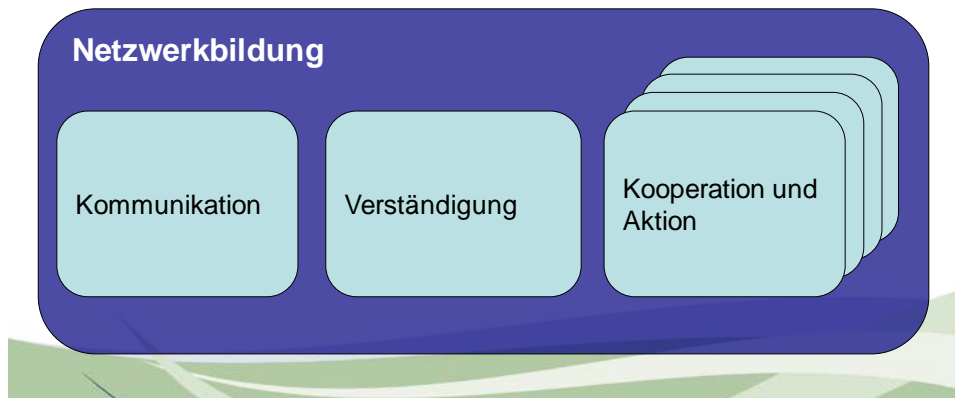 Netzwerkbildung
Kommunikation
Verständigung
Kooperation und
Aktion